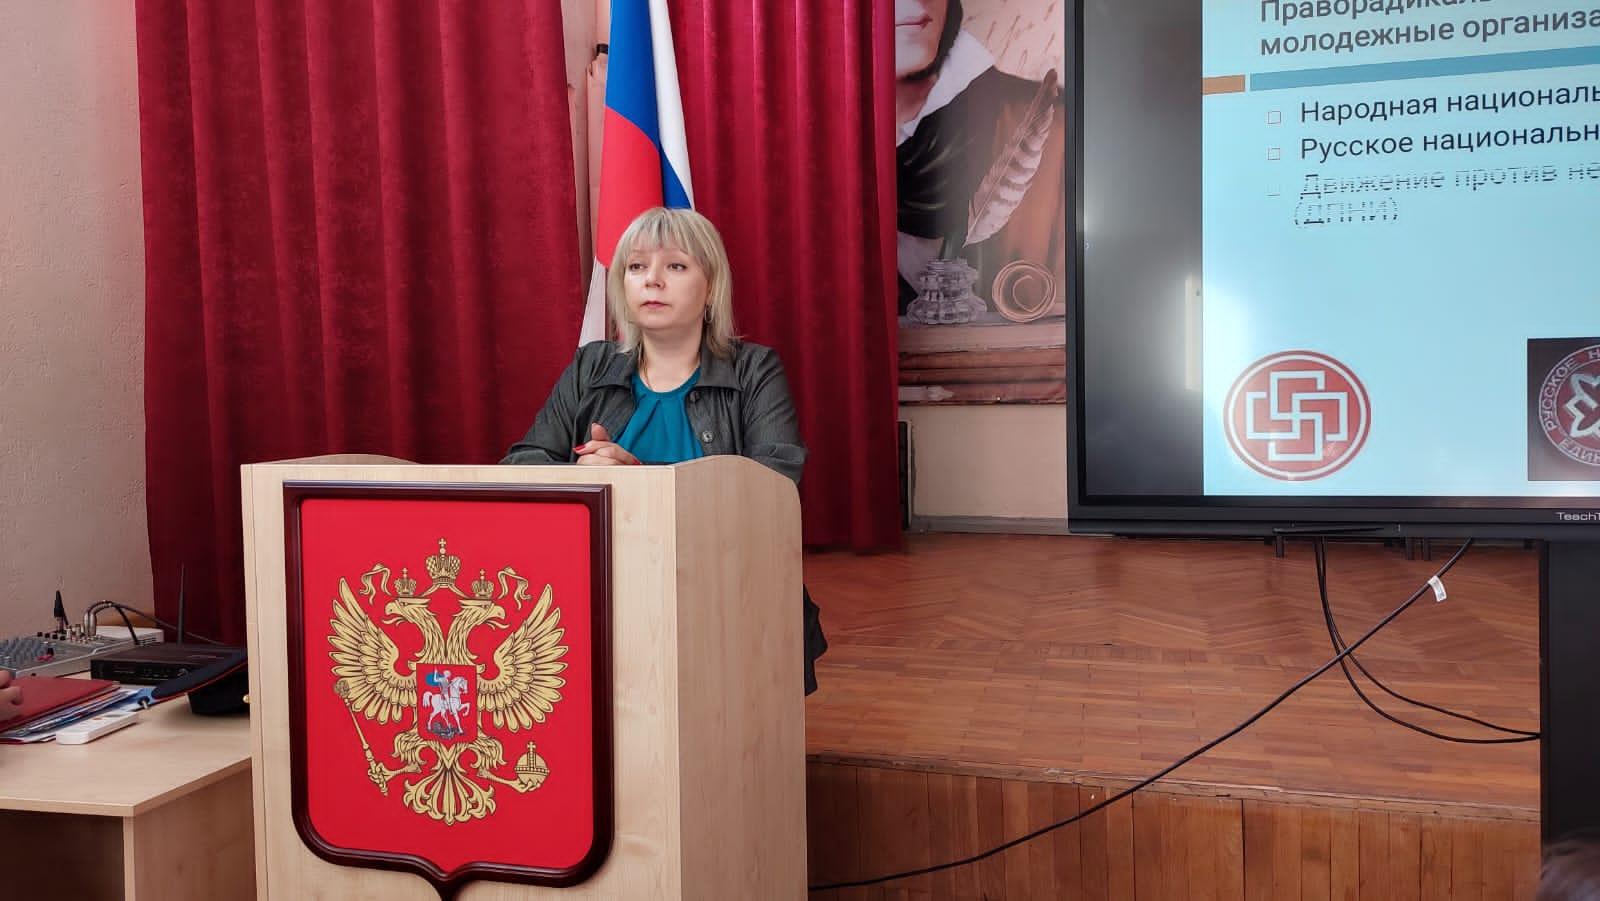 Праворадикаль
молодежные организа
Народная националь
Русское национальн
Движение против не
(ДПНИ)
РУССКОЕ Н
ЕДИН
TeachT